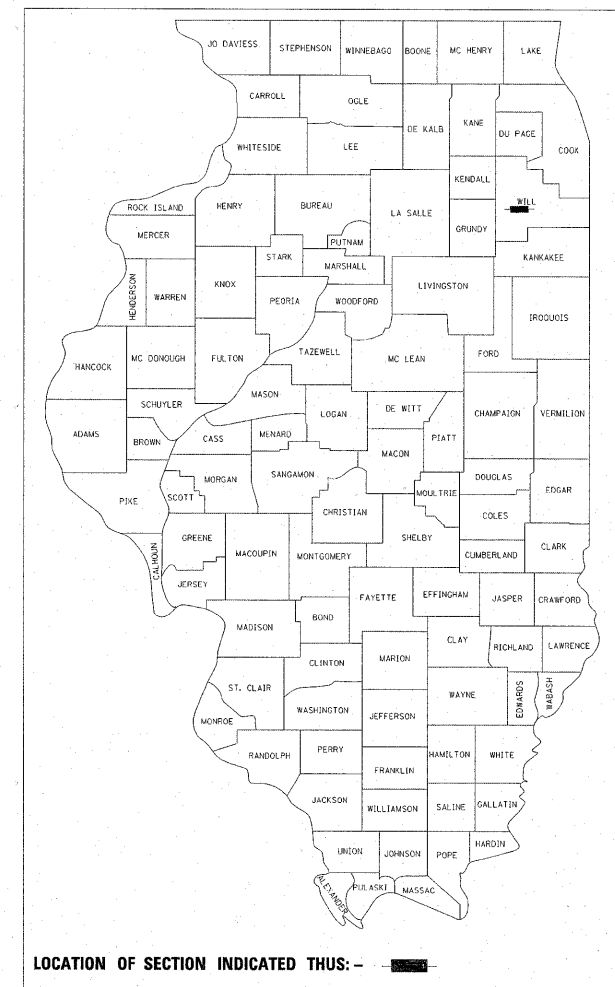 JO DAVIESS STEPHENSON WINNEBAGO BOONE MC HENRY LAKE
CARROLL OGLE DE KALB KANE DU PAGE COOK
WHITESIDE LEE KENDALL WILL
ROCK ISLAND HENRY BUREAU LA SALLE GRUNDY
MERCER PUTNAM KANKAKEE
STARK MARSHALL LIVINGSTON
HENDERSON WARREN KNOX PEORIA WOODFORD IROQUOIS
HANCOCK MC DONOUGH FULTON TAZEWELL MC LEAN FORD
SCHUYLER MASON LOGAN DE WITT CHAMPAIGN VERMILION
ADAMS BROWN CASS MENARD MACON PIATT
PIKE SCOTT MORGAN SANGAMON MOULTRIE DOUGLAS EDGAR
CHRISTIAN COLES
CALHOUN GREENE MACOUPIN MONTGOMERY SHELBY CUMBERLAND CLARK
JERSEY FAYETTE EFFINGHAM JASPER CRAWFORD
MADISON BOND CLAY RICHLAND LAWRENCE
CLINTON MARION
ST. CLAIR WAYNE EDWARDS WABASH
MONROE WASHINGTON JEFFERSON
RANDOLPH PERRY HAMILTON WHITE
FRANKLIN
JACKSON WILLIAMSON SALINE GALLATIN
UNION JOHNSON POPE HARDIN
ALEXANDER PULASKI MASSAC
LOCATION OF SECTION INDICATED THUS: -